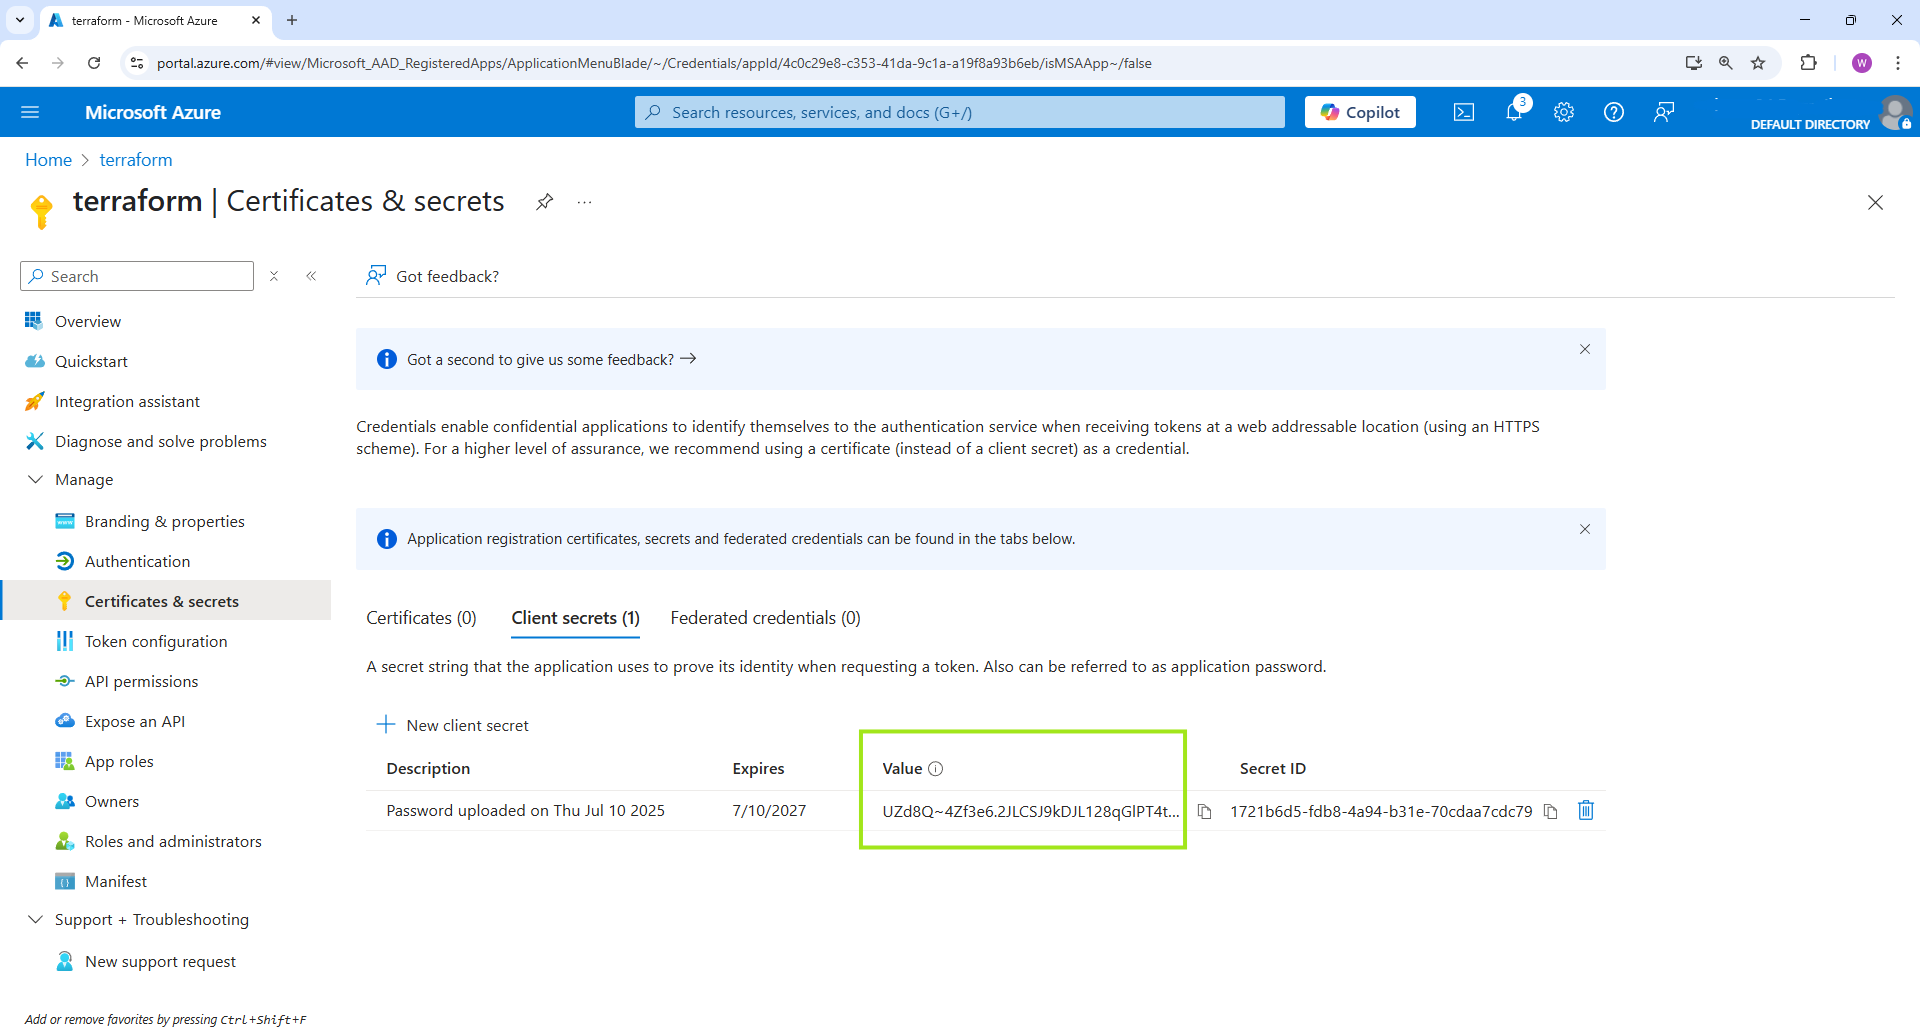 terraform - Microsoft Azure
portal.azure.com/#view/Microsoft_AAD_RegisteredApps/ApplicationMenuBlade/~/Credentials/appId/4c0c29e8-c353-41da-9c1a-a19f8a93b6eb/isMSAApp~/false
W
Microsoft Azure
Search resources, services, and docs (G+/)
Copilot
3
DEFAULT DIRECTORY
Home > terraform
terraform | Certificates & secrets
Search
Got feedback?
Overview
Quickstart
Integration assistant
Diagnose and solve problems
Manage
Branding & properties
Authentication
Certificates & secrets
Token configuration
API permissions
Expose an API
App roles
Owners
Roles and administrators
Manifest
Support + Troubleshooting
New support request
Add or remove favorites by pressing Ctrl+Shift+F
Got a second to give us some feedback?
Credentials enable confidential applications to identify themselves to the authentication service when receiving tokens at a web addressable location (using an HTTPS
scheme). For a higher level of assurance, we recommend using a certificate (instead of a client secret) as a credential.
Application registration certificates, secrets and federated credentials can be found in the tabs below.
Certificates (0) Client secrets (1) Federated credentials (0)
A secret string that the application uses to prove its identity when requesting a token. Also can be referred to as application password.
New client secret
Description Expires Value Secret ID
Password uploaded on Thu Jul 10 2025 7/10/2027 UZd8Q~4Zf3e6.2JLCSJ9kDJL128qGlPT4t... 1721b6d5-fdb8-4a94-b31e-70cdaa7cdc79